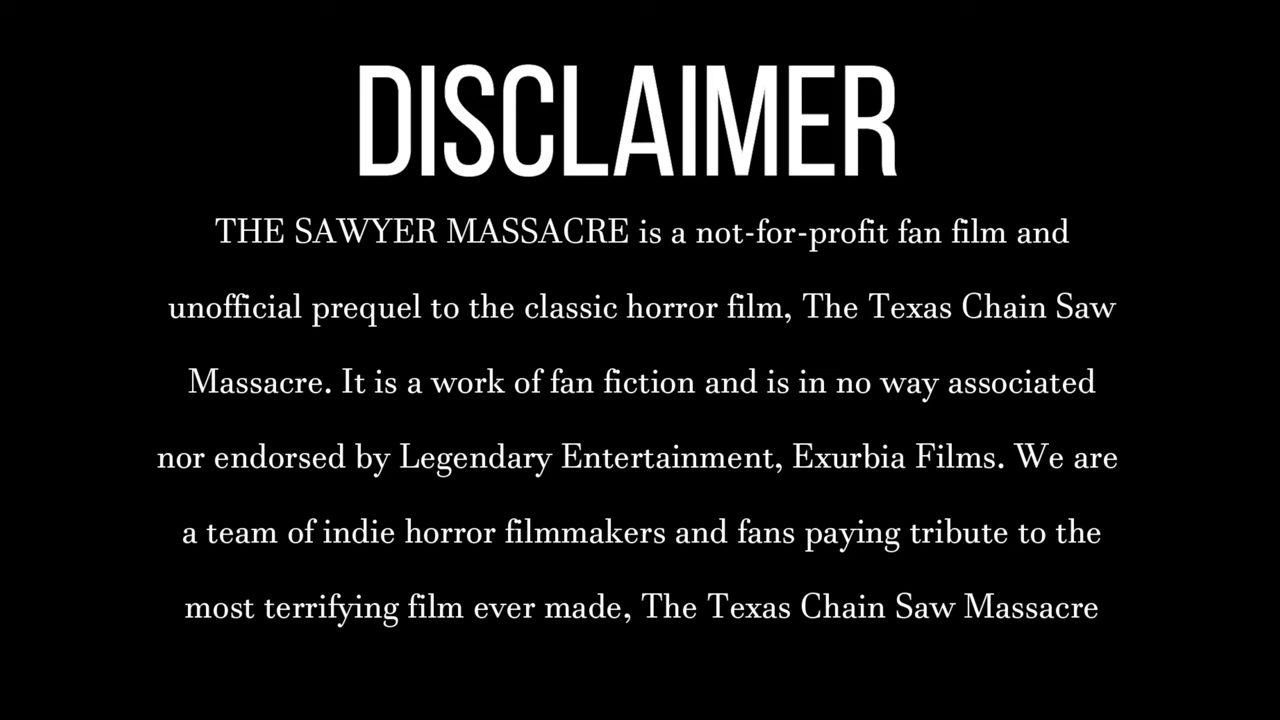 DISCLAIMER
THE SAWYER MASSACRE is a not-for-profit fan film and
unofficial prequel to the classic horror film, The Texas Chain Saw
Massacre. It is a work of fan fiction and is in no way associated
nor endorsed by Legendary Entertainment, Exurbia Films. We are
a team of indie horror filmmakers and fans paying tribute to the
most terrifying film ever made, The Texas Chain Saw Massacre